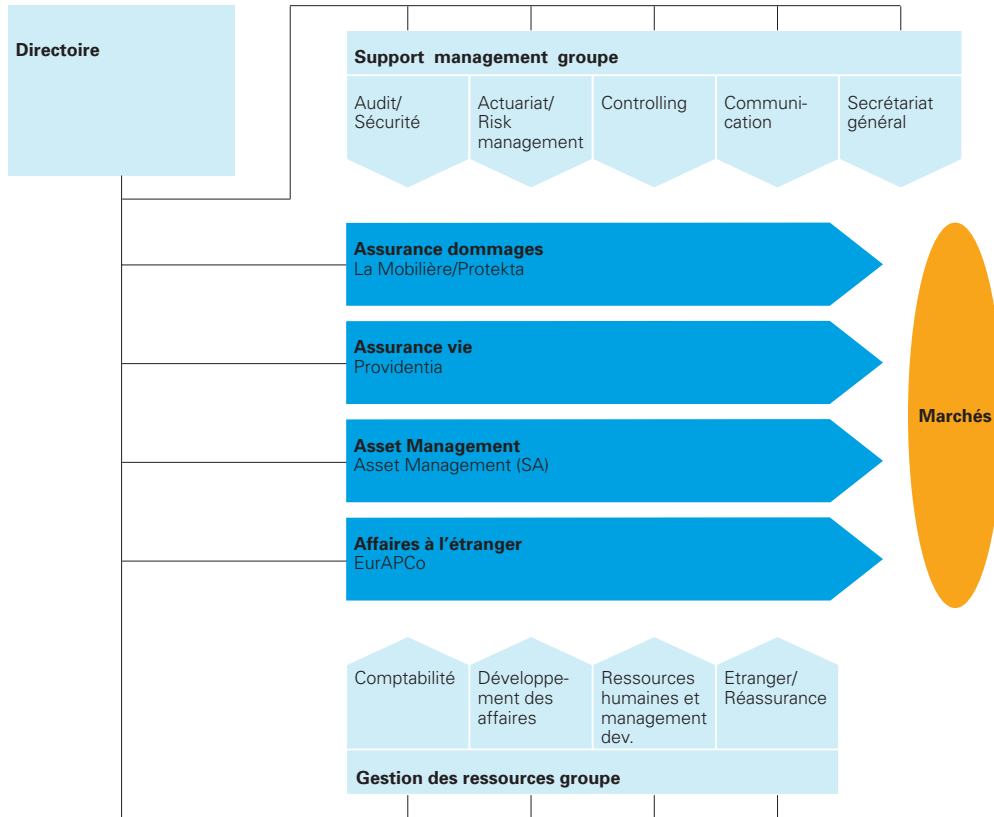 Directoire
Support management groupe
Audit/
Sécurité
Actuariat/
Risk
management
Controlling
Communi-
cation
Secrétariat
général
Assurance dommages
La Mobilière/Protekta
Assurance vie
Providentia
Asset Management
Asset Management (SA)
Affaires à l'étranger
EurAPCo
Marchés
Comptabilité
Développe-
ment des
affaires
Ressources
humaines et
management
dev.
Etranger/
Réassurance
Gestion des ressources groupe